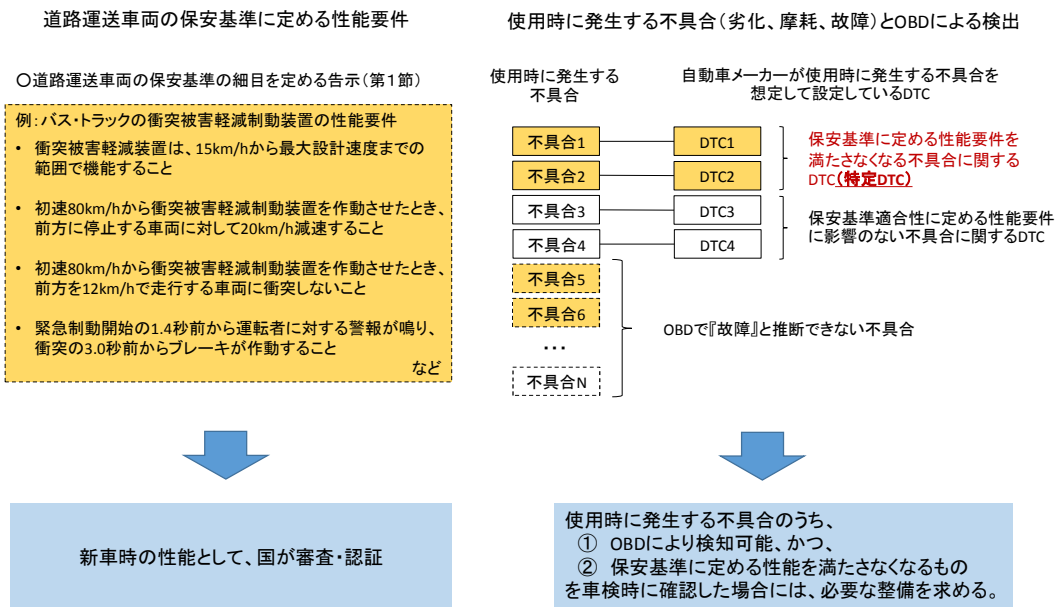 道路運送車両の保安基準に定める性能要件
〇道路運送車両の保安基準の細目を定める告示（第１節）
例：バス・トラックの衝突被害軽減制動装置の性能要件
• 衝突被害軽減装置は、15km/hから最大設計速度までの
範囲で機能すること
• 初速80km/hから衝突被害軽減制動装置を作動させたとき、
前方に停止する車両に対して20km/h減速すること
• 初速80km/hから衝突被害軽減制動装置を作動させたとき、
前方を12km/hで走行する車両に衝突しないこと
• 緊急制動開始の1.4秒前から運転者に対する警報が鳴り、
衝突の3.0秒前からブレーキが作動すること
など
新車時の性能として、国が審査・認証
使用時に発生する不具合（劣化、摩耗、故障）とOBDによる検出
使用時に発生する
不具合
自動車メーカーが使用時に発生する不具合を
想定して設定しているDTC
不具合1
DTC1
不具合2
DTC2
不具合3
DTC3
不具合4
DTC4
不具合5
不具合6
…
不具合N
保安基準に定める性能要件を
満たさなくなる不具合に関する
DTC（特定DTC）
保安基準適合性に定める性能要件
に影響のない不具合に関するDTC
OBDで『故障』と推断できない不具合
使用時に発生する不具合のうち、
① OBDにより検知可能、かつ、
② 保安基準に定める性能を満たさなくなるもの
を車検時に確認した場合には、必要な整備を求める。